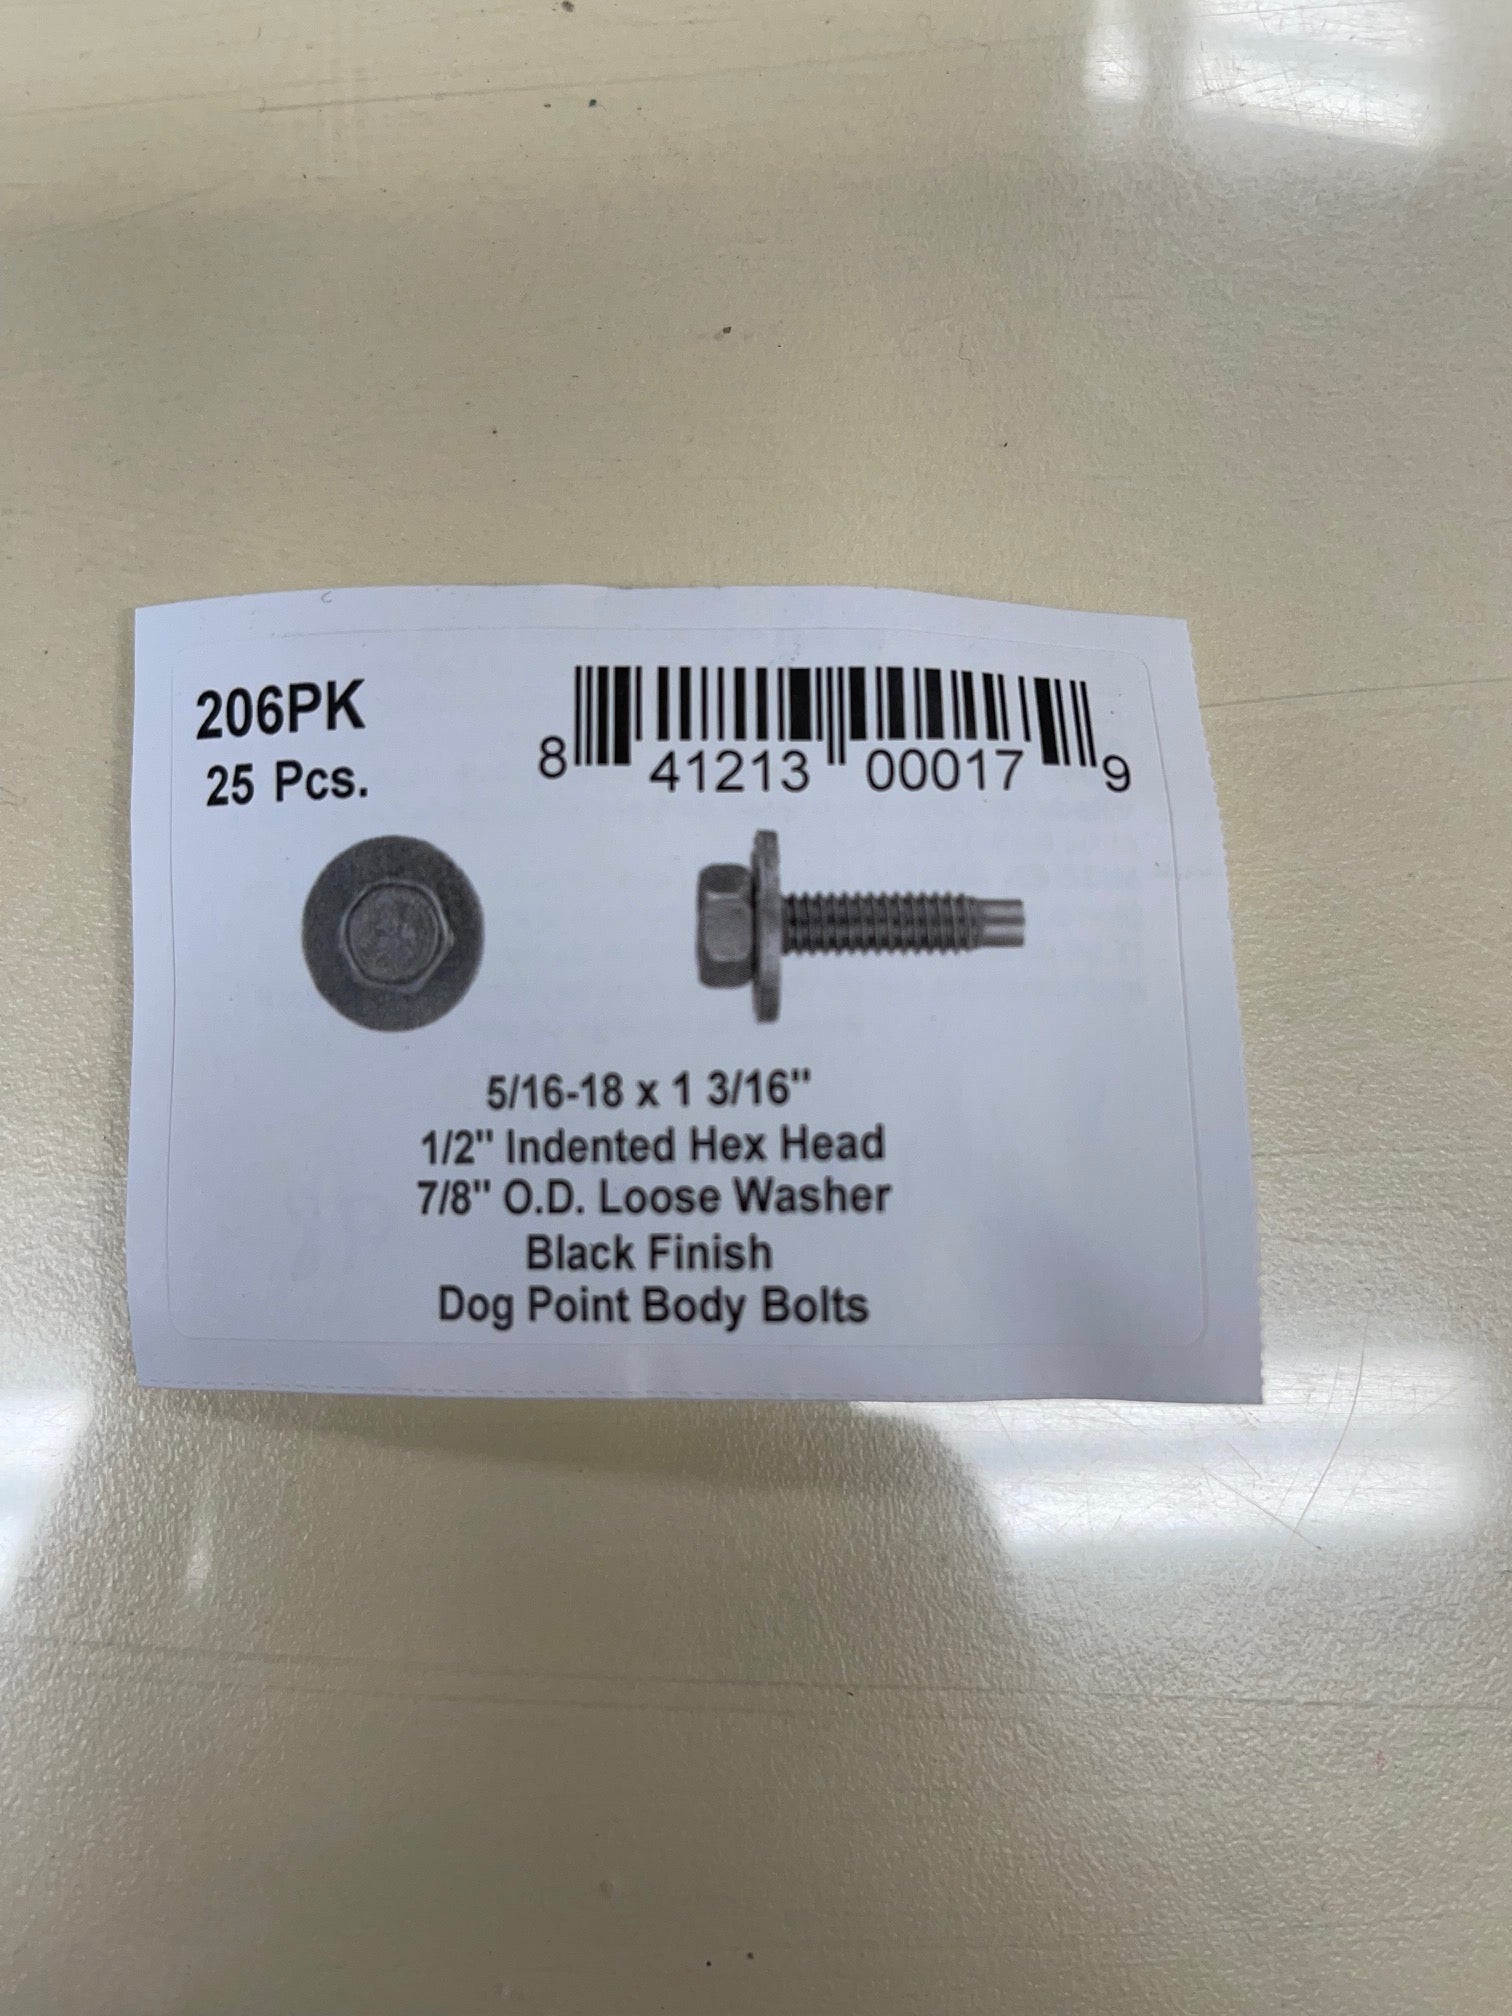 206PK
25 Pcs.
8 41213 00017 9
5/16-18 x 1 3/16"
1/2" Indented Hex Head
7/8" O.D. Loose Washer
Black Finish
Dog Point Body Bolts